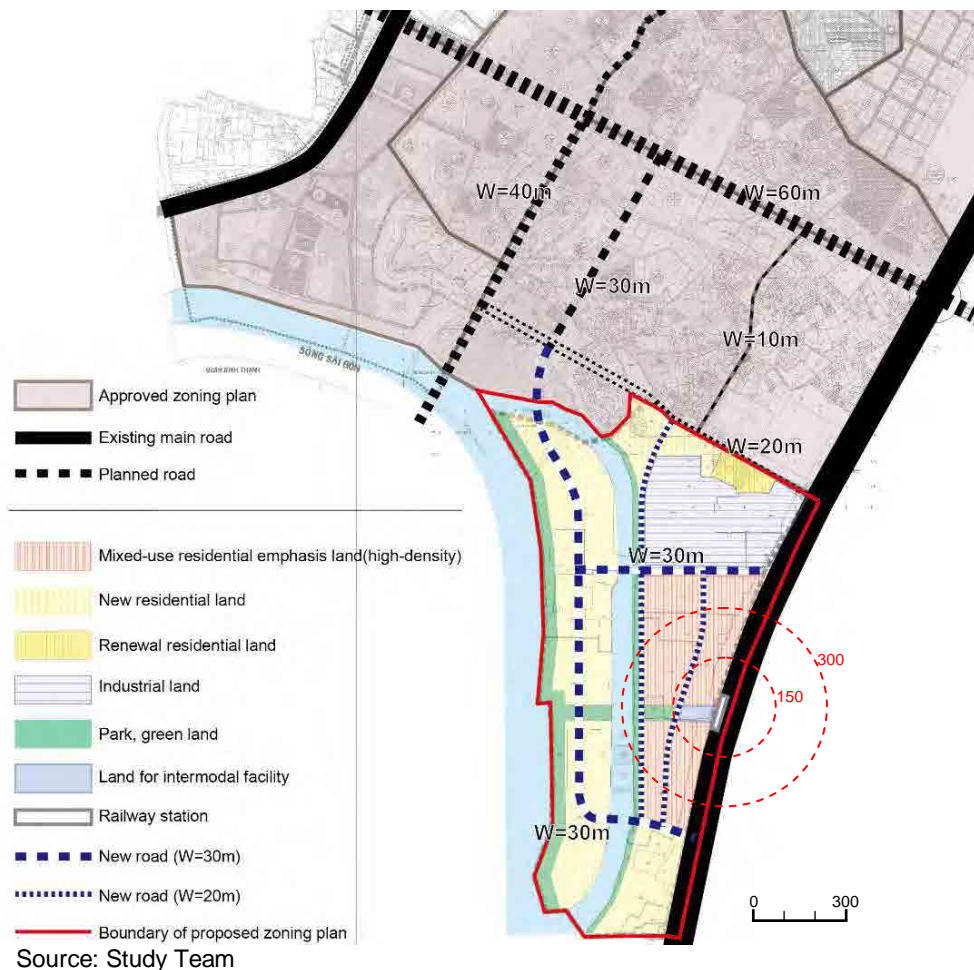 W=40m
W=60m
W=30m
W=10m
SÔNG SÀI GÒN
W=20m
W=30m
300
150
W=30m
0 300
Approved zoning plan
Existing main road
Planned road
Mixed-use residential emphasis land(high-density)
New residential land
Renewal residential land
Industrial land
Park, green land
Land for intermodal facility
Railway station
New road (W=30m)
New road (W=20m)
Boundary of proposed zoning plan
Source: Study Team